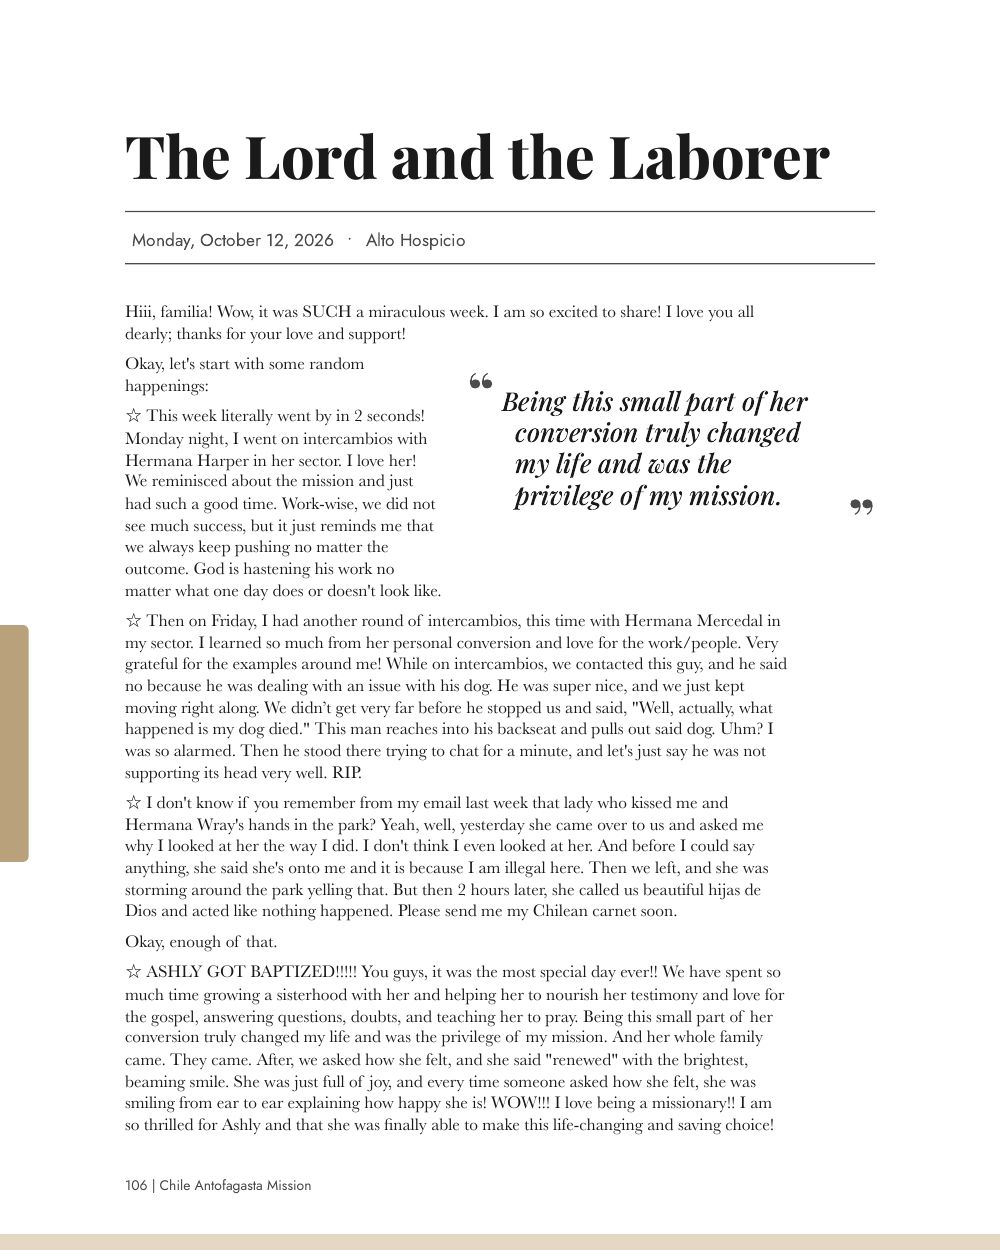 The Lord and the Laborer
Monday, October 12, 2026 · Alto Hospicio
Hiii, familia! Wow, it was SUCH a miraculous week. I am so excited to share! I love you all
dearly; thanks for your love and support!
Okay, let's start with some random
happenings:
☆ This week literally went by in 2 seconds!
Monday night, I went on intercambios with
Hermana Harper in her sector. I love her!
We reminisced about the mission and just
had such a good time. Work-wise, we did not
see much success, but it just reminds me that
we always keep pushing no matter the
outcome. God is hastening his work no
matter what one day does or doesn't look like.
“ Being this small part of her
conversion truly changed
my life and was the
privilege of my mission. ”
☆ Then on Friday, I had another round of intercambios, this time with Hermana Mercedal in
my sector. I learned so much from her personal conversion and love for the work/people. Very
grateful for the examples around me! While on intercambios, we contacted this guy, and he said
no because he was dealing with an issue with his dog. He was super nice, and we just kept
moving right along. We didn’t get very far before he stopped us and said, "Well, actually, what
happened is my dog died." This man reaches into his backseat and pulls out said dog. Uhm? I
was so alarmed. Then he stood there trying to chat for a minute, and let's just say he was not
supporting its head very well. RIP.
☆ I don't know if you remember from my email last week that lady who kissed me and
Hermana Wray's hands in the park? Yeah, well, yesterday she came over to us and asked me
why I looked at her the way I did. I don't think I even looked at her. And before I could say
anything, she said she's onto me and it is because I am illegal here. Then we left, and she was
storming around the park yelling that. But then 2 hours later, she called us beautiful hijas de
Dios and acted like nothing happened. Please send me my Chilean carnet soon.
Okay, enough of that.
☆ ASHLY GOT BAPTIZED!!!!! You guys, it was the most special day ever!! We have spent so
much time growing a sisterhood with her and helping her to nourish her testimony and love for
the gospel, answering questions, doubts, and teaching her to pray. Being this small part of her
conversion truly changed my life and was the privilege of my mission. And her whole family
came. They came. After, we asked how she felt, and she said "renewed" with the brightest,
beaming smile. She was just full of joy, and every time someone asked how she felt, she was
smiling from ear to ear explaining how happy she is! WOW!!! I love being a missionary!! I am
so thrilled for Ashly and that she was finally able to make this life-changing and saving choice!
106 | Chile Antofagasta Mission